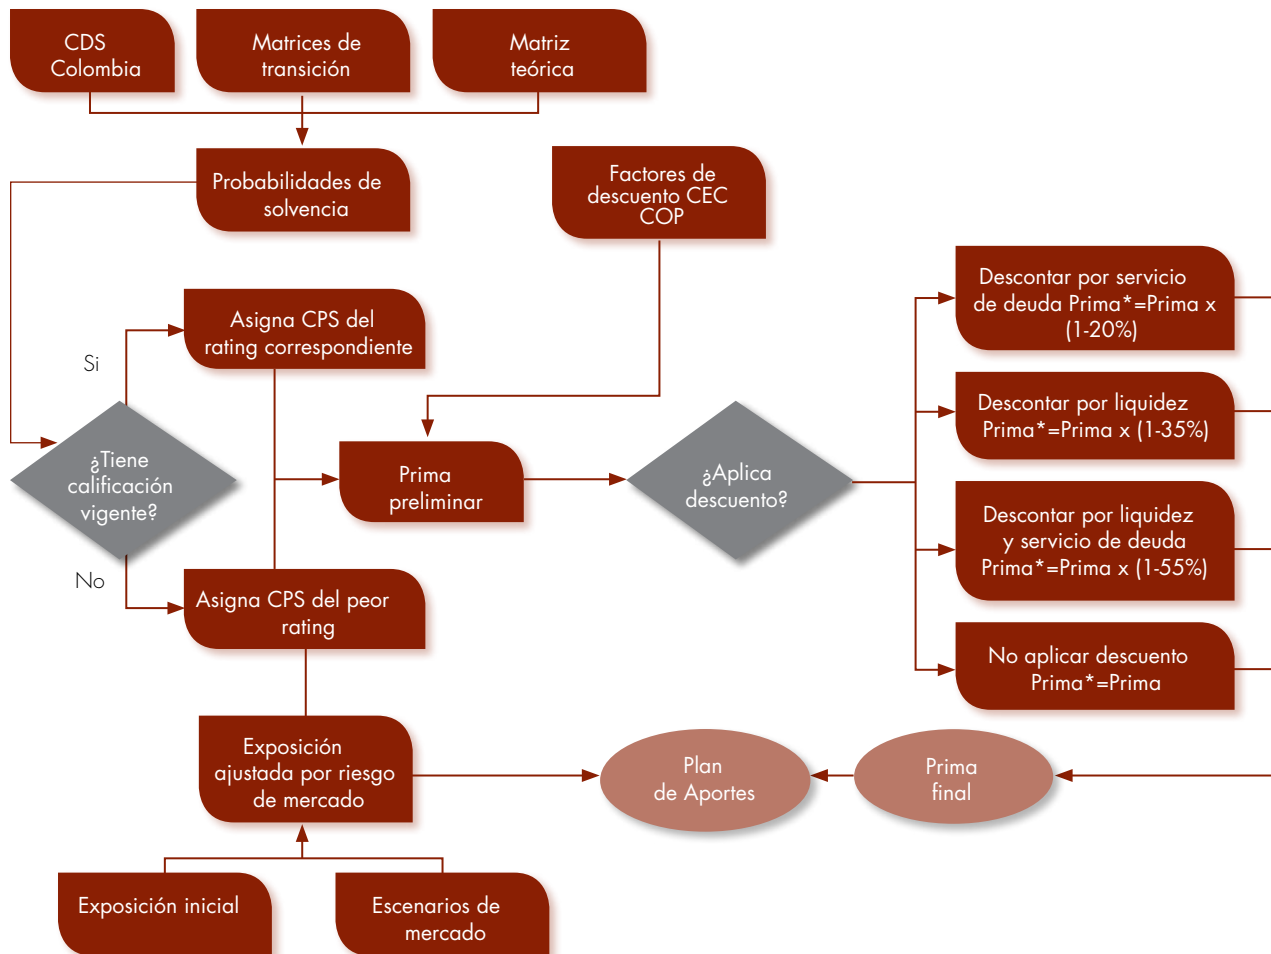 CDS
Colombia
Matrices de
transición
Matriz
teórica
Probabilidades de
solvencia
Factores de
descuento CEC
COP
Asigna CPS del
rating correspondiente
Si
¿Tiene
calificación
vigente?
No
Asigna CPS del peor
rating
Prima
preliminar
¿Aplica
descuento?
Descontar por servicio
de deuda Prima*=Prima x
(1-20%)
Descontar por liquidez
Prima*=Prima x (1-35%)
Descontar por liquidez
y servicio de deuda
Prima*=Prima x (1-55%)
No aplicar descuento
Prima*=Prima
Exposición
ajustada por riesgo
de mercado
Plan
de Aportes
Prima
final
Exposición inicial
Escenarios de
mercado